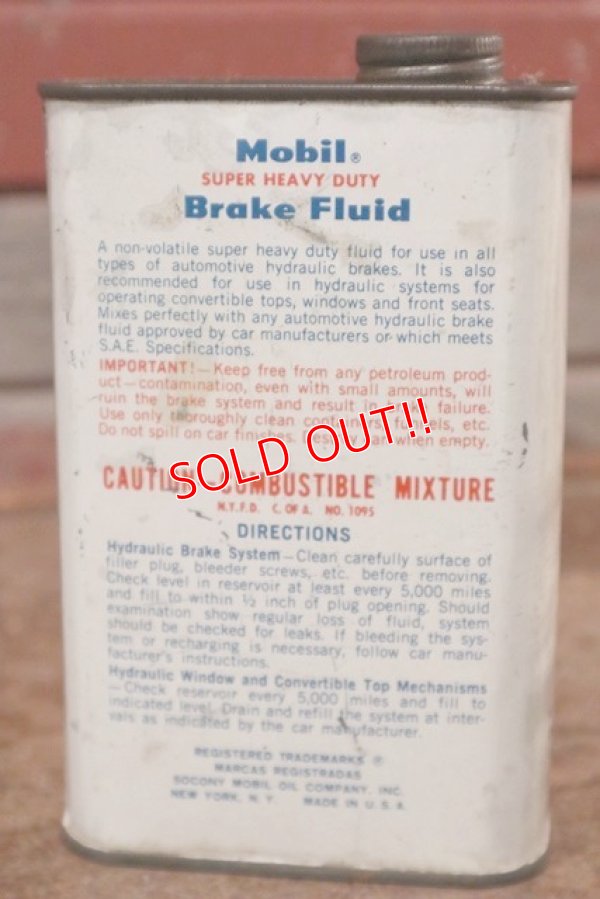 Mobil®
SUPER HEAVY DUTY
Brake Fluid
A non-volatile super heavy duty fluid for use in all
types of automotive hydraulic brakes. It is also
recommended for use in hydraulic systems for
operating convertible tops, windows and front seats.
Mixes perfectly with any automotive hydraulic brake
fluid approved by car manufacturers or which meets
S.A.E. Specifications.
IMPORTANT!—Keep free from any petroleum prod-
uct—contamination, even with small amounts, will
ruin the brake system and result in brake failure.
Use only thoroughly clean containers, funnels, etc.
Do not spill on car finishes. Destroy can when empty.
SOLD OUT!!
CAUTION—COMBUSTIBLE MIXTURE
N.Y.F.D. C. OF A. NO. 1095
DIRECTIONS
Hydraulic Brake System—Clean carefully surface of
filler plug, bleeder screws, etc. before removing.
Check level in reservoir at least every 5,000 miles
and fill to within ½ inch of plug opening. Should
examination show regular loss of fluid, system
should be checked for leaks. If bleeding the sys-
tem or recharging is necessary, follow car manu-
facturer's instructions.
Hydraulic Window and Convertible Top Mechanisms
—Check reservoir every 5,000 miles and fill to
indicated level. Drain and refill the system at inter-
vals as indicated by the car manufacturer.
REGISTERED TRADEMARKS ®
MARCAS REGISTRADAS
SOCONY MOBIL OIL COMPANY, INC.
NEW YORK, N. Y. MADE IN U. S. A.